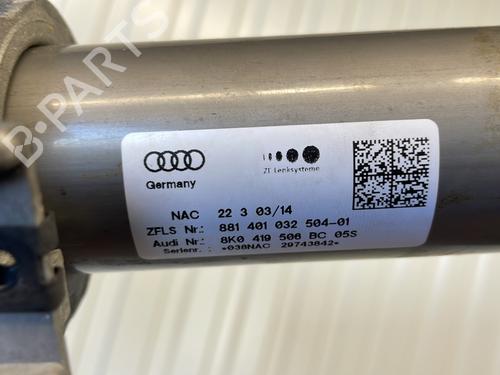 B-PARTS
ZF Lenksysteme
Germany
NAC 22 3 03/14
ZFLS Nr.: 881 401 032 504-01
Audi Nr.: 8K0 419 506 BC 05S
Serienr.: *038NAC 29743842*